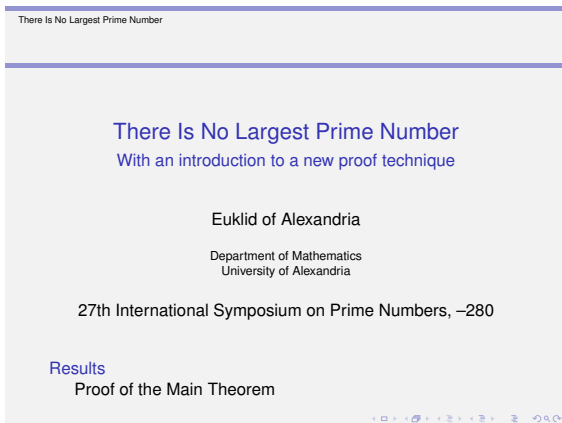 There Is No Largest Prime Number
There Is No Largest Prime Number
With an introduction to a new proof technique
Euklid of Alexandria
Department of Mathematics
University of Alexandria
27th International Symposium on Prime Numbers, –280
Results
Proof of the Main Theorem